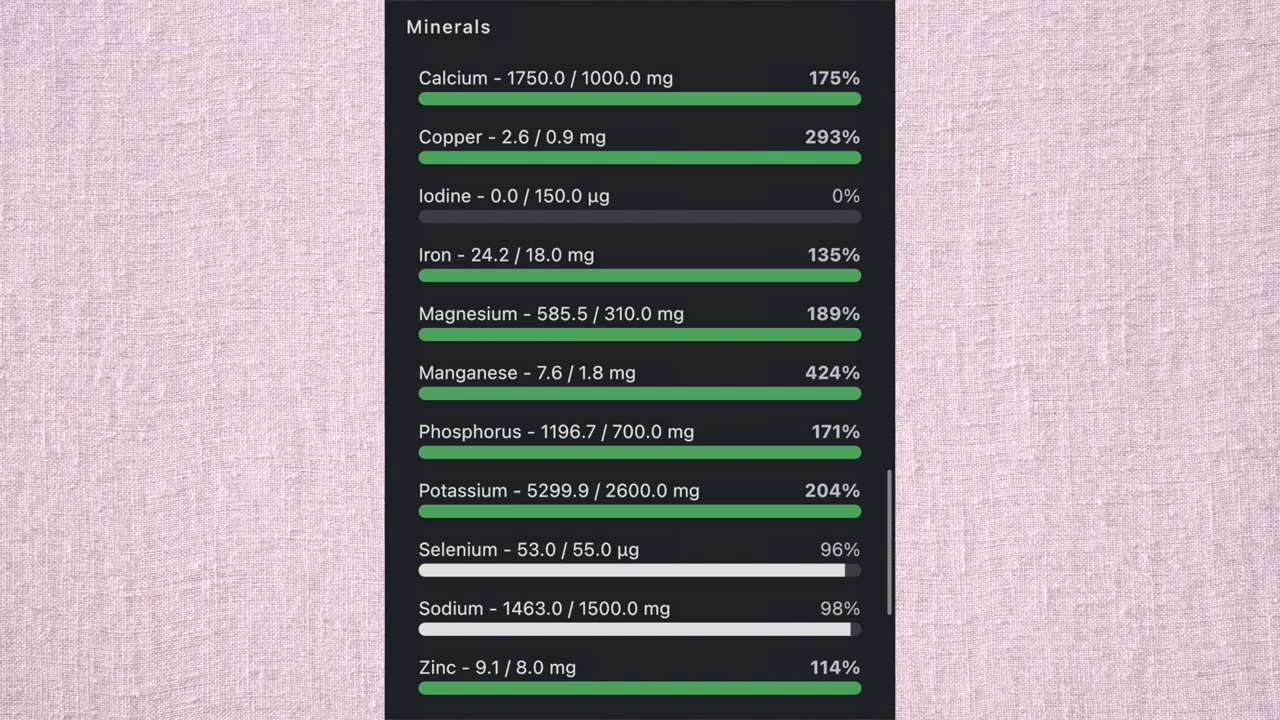 Minerals
Calcium - 1750.0 / 1000.0 mg 175%
Copper - 2.6 / 0.9 mg 293%
Iodine - 0.0 / 150.0 µg 0%
Iron - 24.2 / 18.0 mg 135%
Magnesium - 585.5 / 310.0 mg 189%
Manganese - 7.6 / 1.8 mg 424%
Phosphorus - 1196.7 / 700.0 mg 171%
Potassium - 5299.9 / 2600.0 mg 204%
Selenium - 53.0 / 55.0 µg 96%
Sodium - 1463.0 / 1500.0 mg 98%
Zinc - 9.1 / 8.0 mg 114%